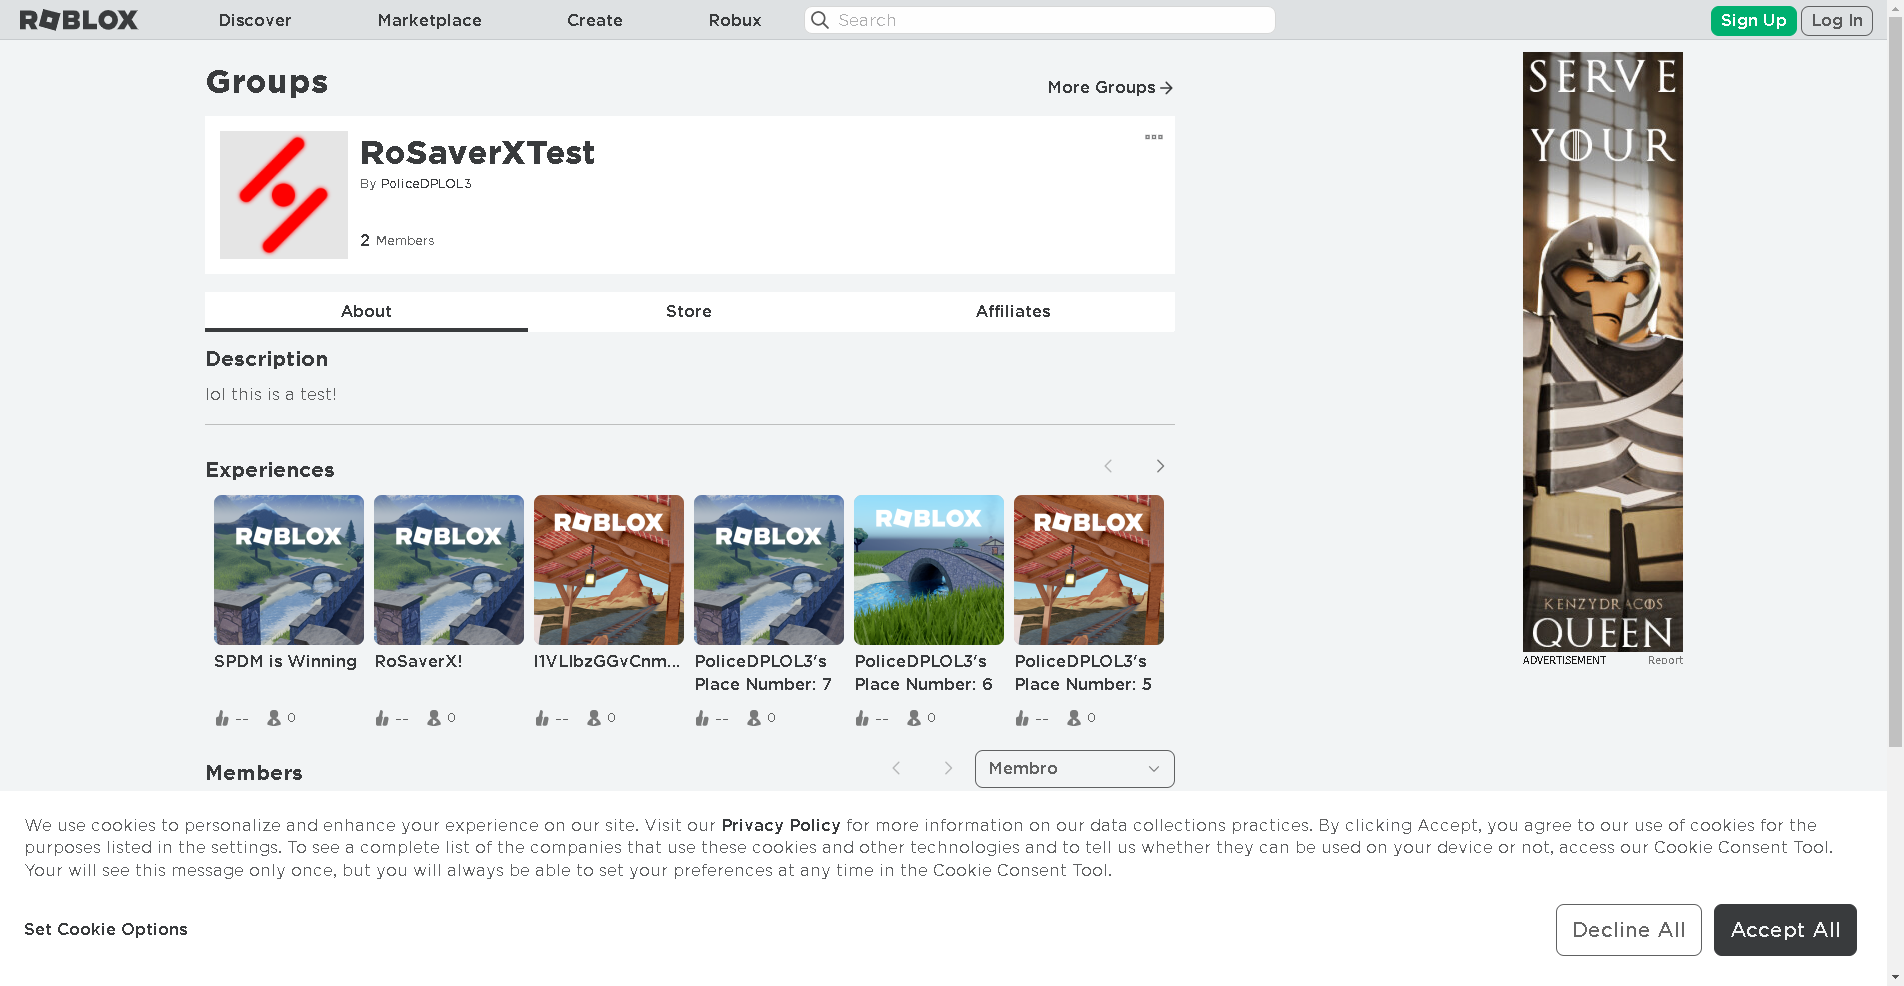 ROBLOX
Discover
Marketplace
Create
Robux
Search
Sign Up
Log In
Groups
More Groups
RoSaverXTest
By PoliceDPLOL3
2 Members
About
Store
Affiliates
Description
lol this is a test!
Experiences
ROBLOX
ROBLOX
ROBLOX
ROBLOX
ROBLOX
ROBLOX
SPDM is Winning
RoSaverX!
PoliceDPLOL3's
Place Number: 7
PoliceDPLOL3's
Place Number: 6
PoliceDPLOL3's
Place Number: 5
-- 0
-- 0
-- 0
-- 0
-- 0
-- 0
Members
Membro
SERVE
YOUR
KENZYDRACOS
QUEEN
ADVERTISEMENT
Report
We use cookies to personalize and enhance your experience on our site. Visit our Privacy Policy for more information on our data collections practices. By clicking Accept, you agree to our use of cookies for the
purposes listed in the settings. To see a complete list of the companies that use these cookies and other technologies and to tell us whether they can be used on your device or not, access our Cookie Consent Tool.
Your will see this message only once, but you will always be able to set your preferences at any time in the Cookie Consent Tool.
Set Cookie Options
Decline All
Accept All